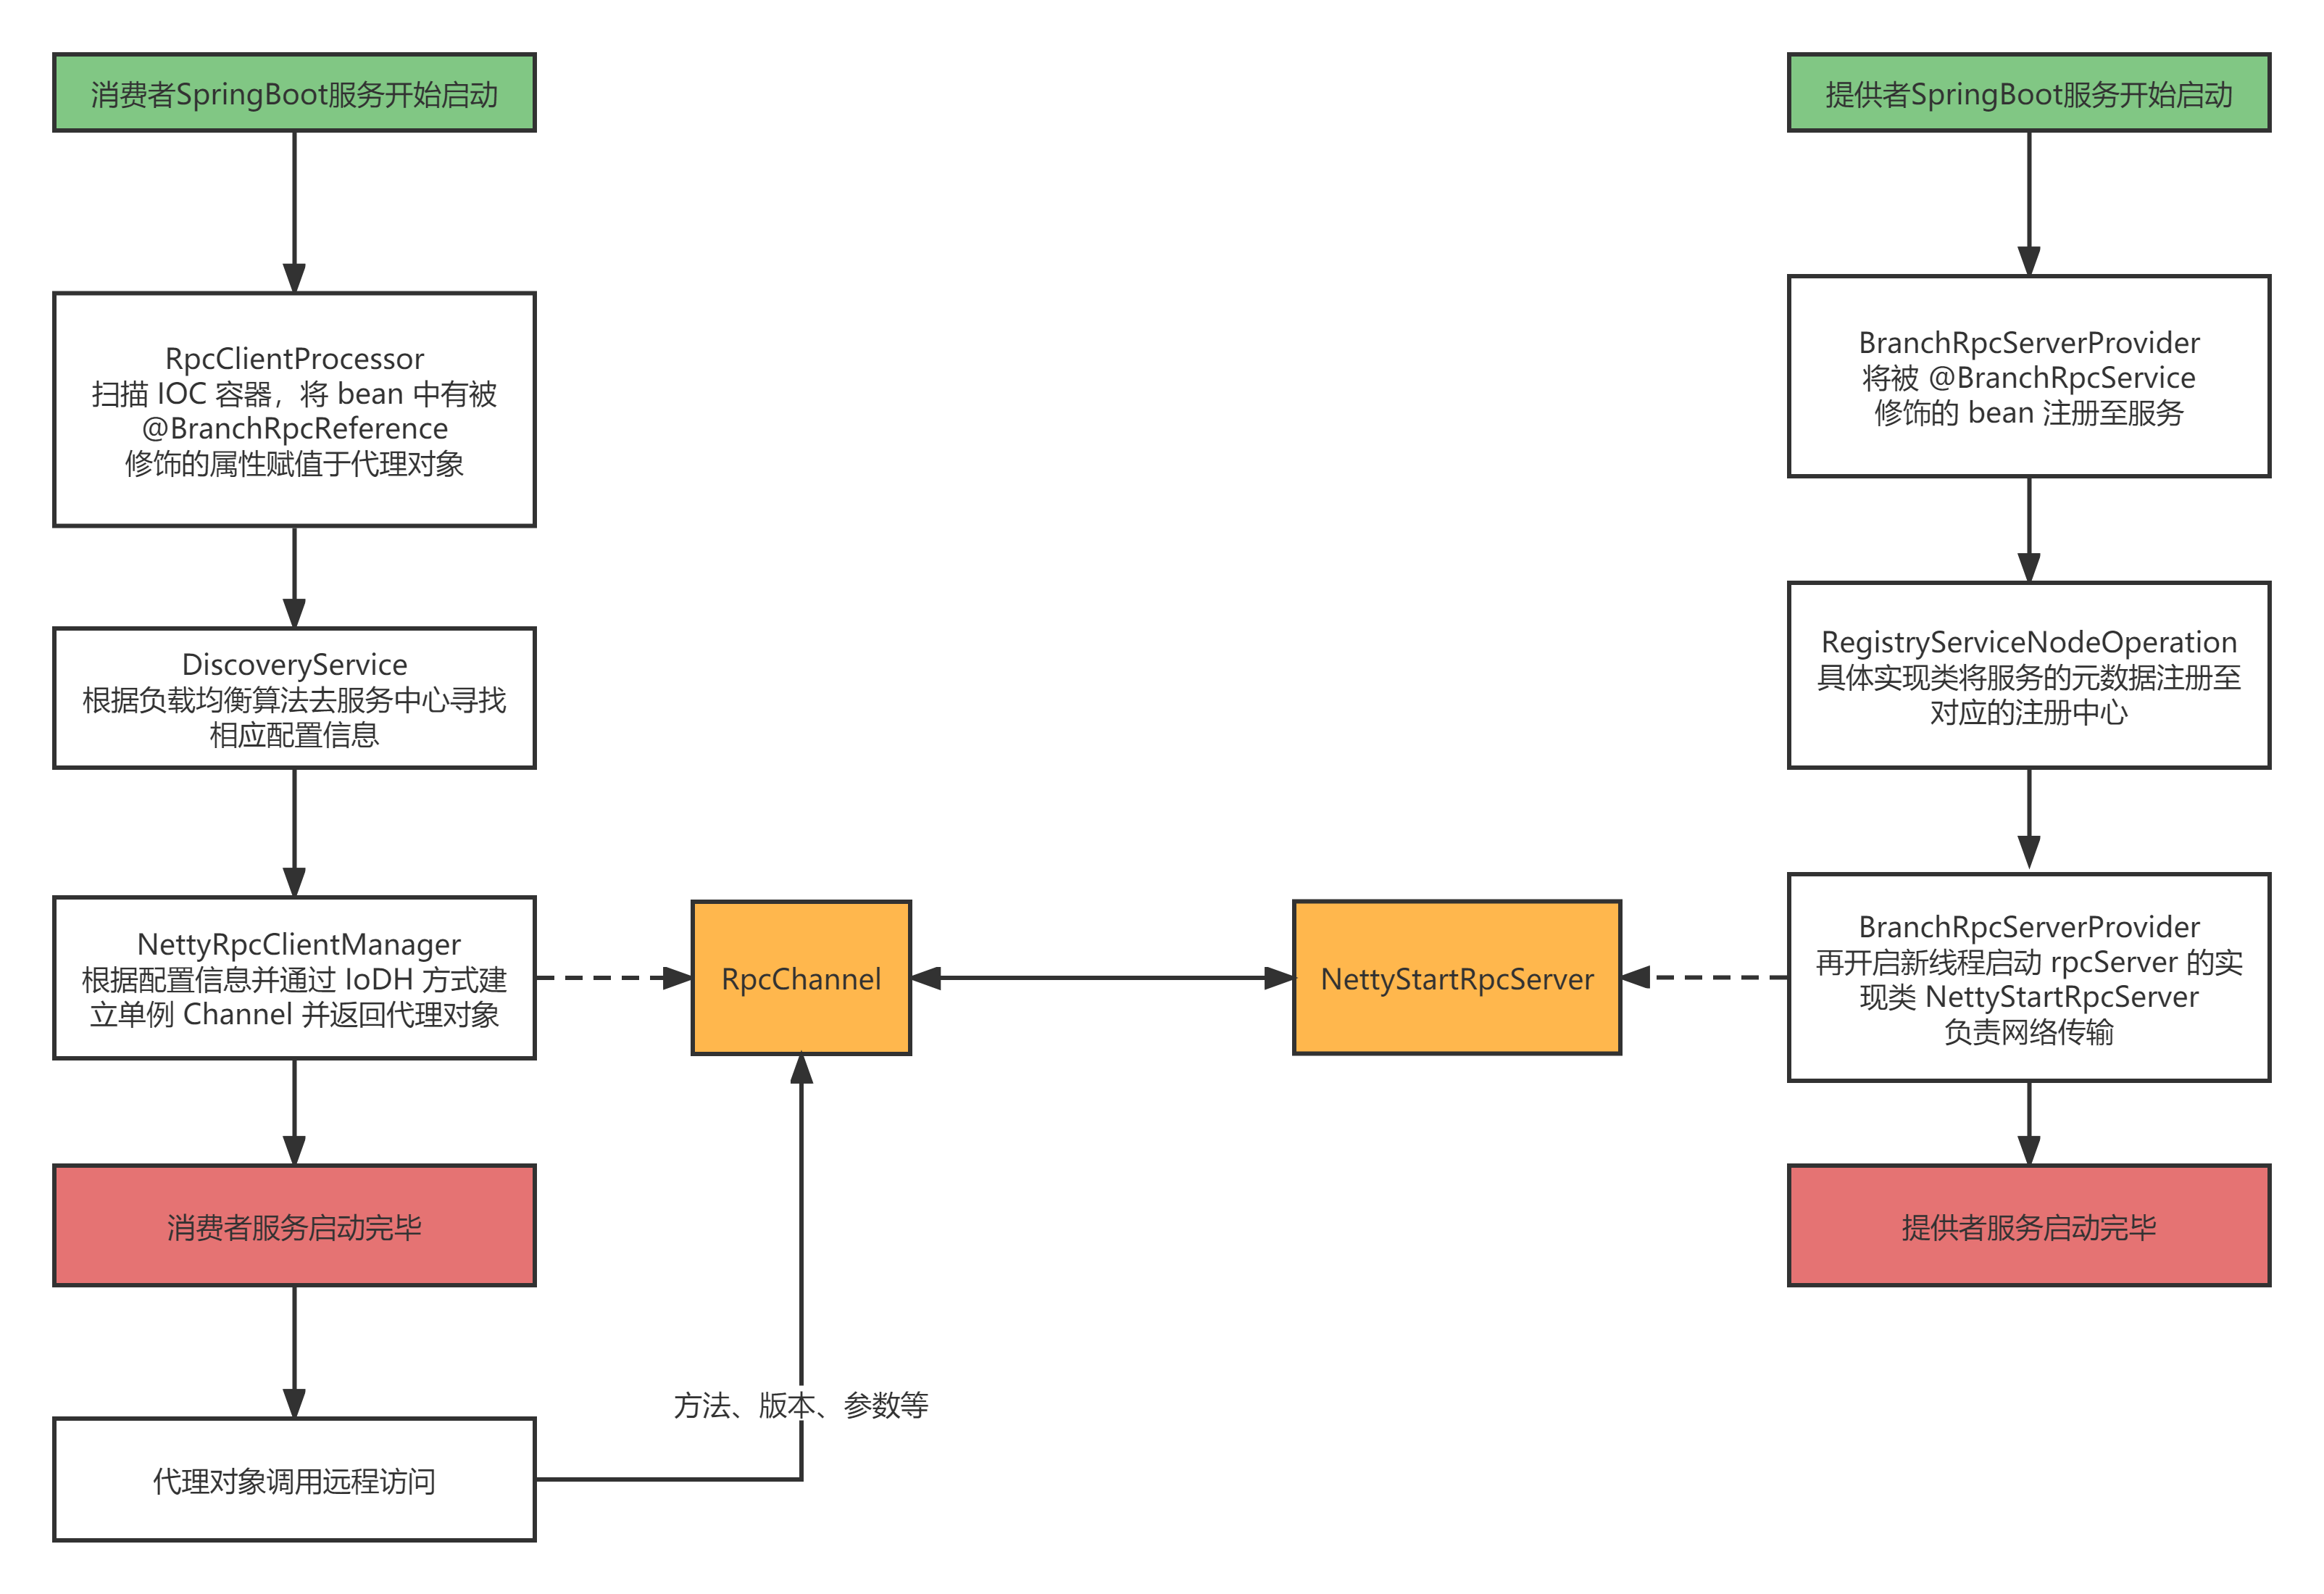 消费者SpringBoot服务开始启动
RpcClientProcessor
扫描 IOC 容器，将 bean 中有被
@BranchRpcReference
修饰的属性赋值于代理对象
DiscoveryService
根据负载均衡算法去服务中心寻找
相应配置信息
NettyRpcClientManager
根据配置信息并通过 IoDH 方式建
立单例 Channel 并返回代理对象
消费者服务启动完毕
代理对象调用远程访问
方法、版本、参数等
RpcChannel
NettyStartRpcServer
提供者SpringBoot服务开始启动
BranchRpcServerProvider
将被 @BranchRpcService
修饰的 bean 注册至服务
RegistryServiceNodeOperation
具体实现类将服务的元数据注册至
对应的注册中心
BranchRpcServerProvider
再开启新线程启动 rpcServer 的实
现类 NettyStartRpcServer
负责网络传输
提供者服务启动完毕